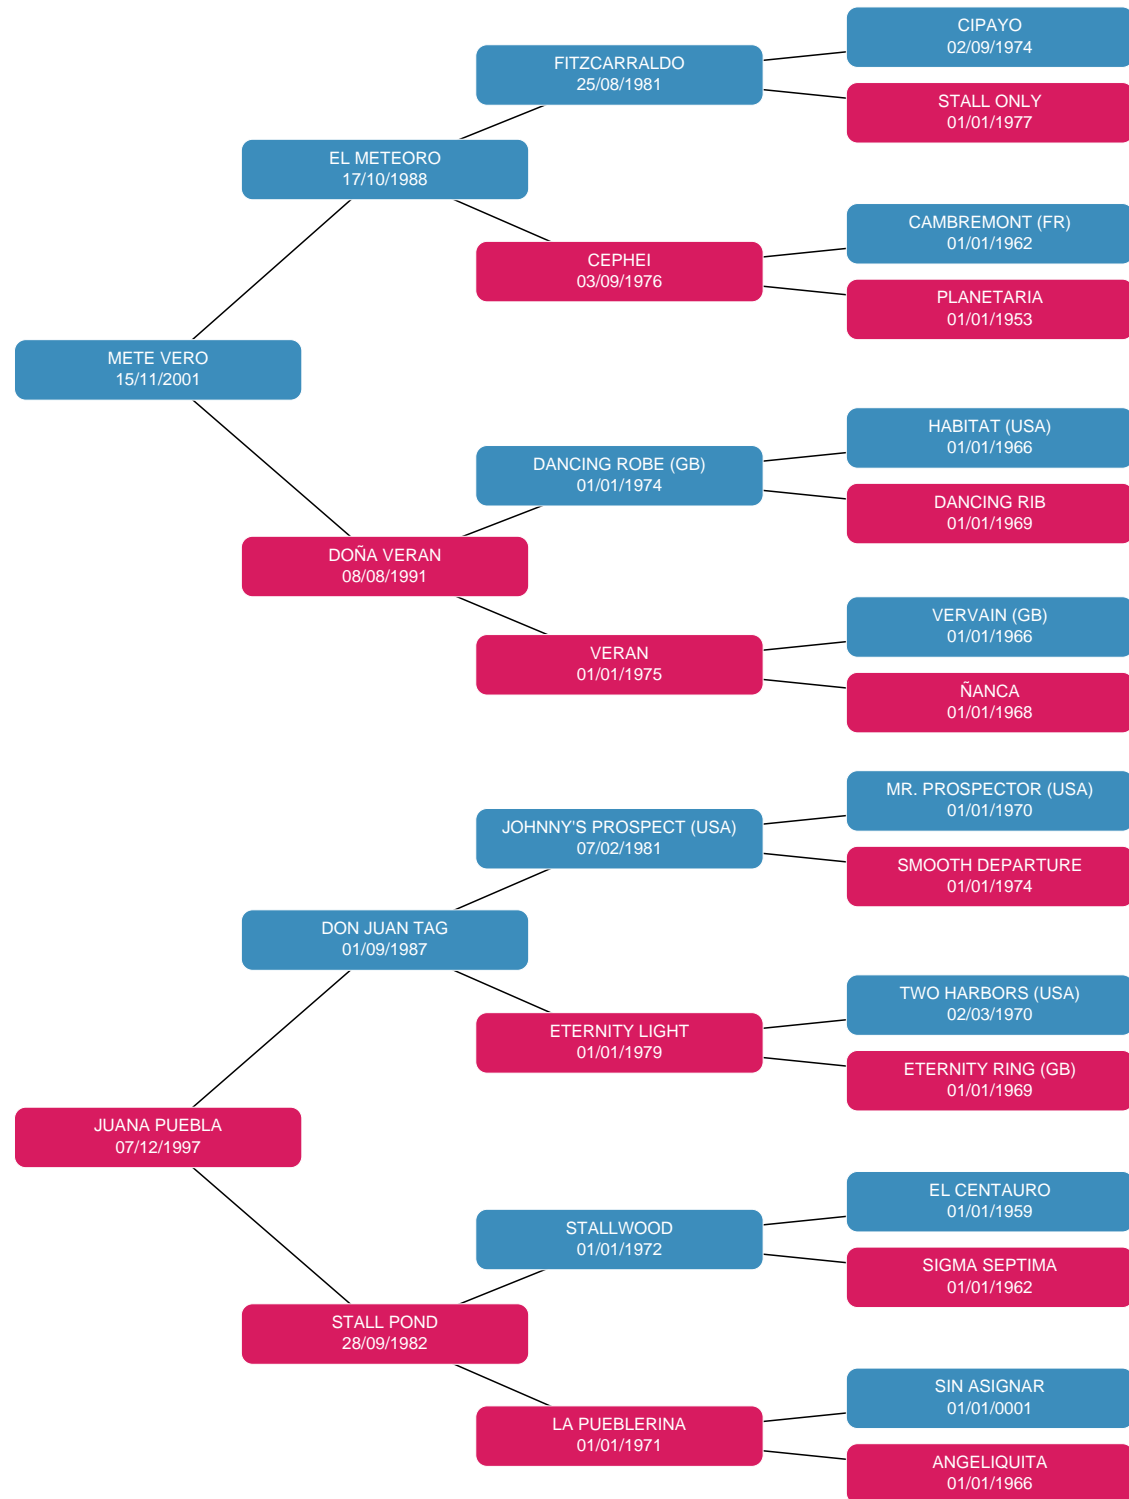 CIPAYO
02/09/1974
FITZCARRALDO
25/08/1981
STALL ONLY
01/01/1977
EL METEORO
17/10/1988
CAMBREMONT (FR)
01/01/1962
CEPHEI
03/09/1976
PLANETARIA
01/01/1953
METE VERO
15/11/2001
HABITAT (USA)
01/01/1966
DANCING ROBE (GB)
01/01/1974
DANCING RIB
01/01/1969
DOÑA VERAN
08/08/1991
VERVAIN (GB)
01/01/1966
VERAN
01/01/1975
ÑANCA
01/01/1968
MR. PROSPECTOR (USA)
01/01/1970
JOHNNY'S PROSPECT (USA)
07/02/1981
SMOOTH DEPARTURE
01/01/1974
DON JUAN TAG
01/09/1987
TWO HARBORS (USA)
02/03/1970
ETERNITY LIGHT
01/01/1979
ETERNITY RING (GB)
01/01/1969
JUANA PUEBLA
07/12/1997
EL CENTAURO
01/01/1959
STALLWOOD
01/01/1972
SIGMA SEPTIMA
01/01/1962
STALL POND
28/09/1982
SIN ASIGNAR
01/01/0001
LA PUEBLERINA
01/01/1971
ANGELIQUITA
01/01/1966